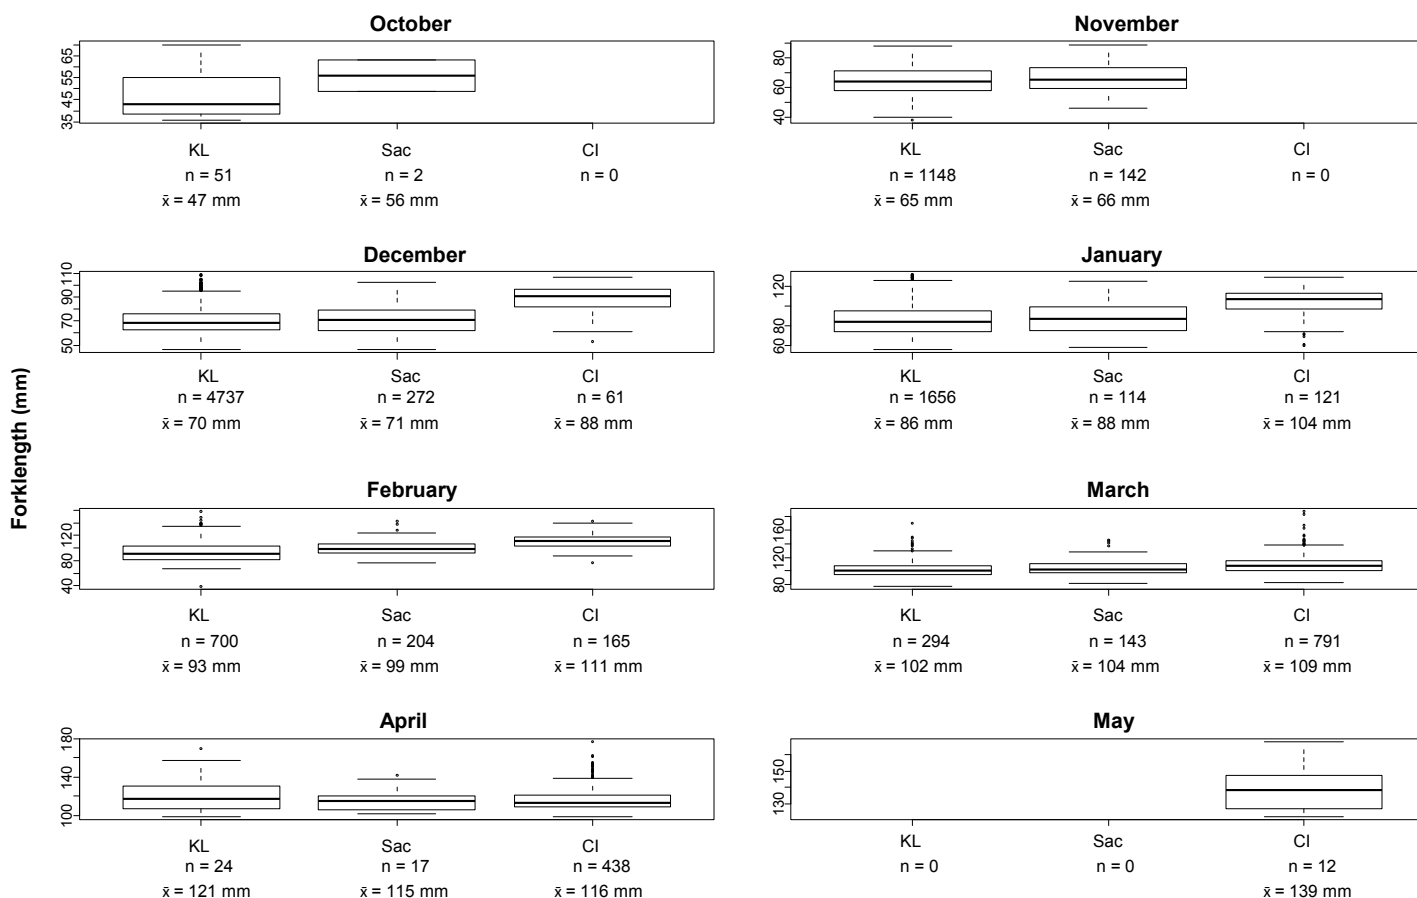 Forklength (mm)
October
35 45 55 65
KL Sac CI
n = 51 n = 2 n = 0
x̄ = 47 mm x̄ = 56 mm
November
40 60 80
KL Sac CI
n = 1148 n = 142 n = 0
x̄ = 65 mm x̄ = 66 mm
December
50 70 90 110
KL Sac CI
n = 4737 n = 272 n = 61
x̄ = 70 mm x̄ = 71 mm x̄ = 88 mm
January
60 80 120
KL Sac CI
n = 1656 n = 114 n = 121
x̄ = 86 mm x̄ = 88 mm x̄ = 104 mm
February
40 80 120
KL Sac CI
n = 700 n = 204 n = 165
x̄ = 93 mm x̄ = 99 mm x̄ = 111 mm
March
80 120 160
KL Sac CI
n = 294 n = 143 n = 791
x̄ = 102 mm x̄ = 104 mm x̄ = 109 mm
April
100 140 180
KL Sac CI
n = 24 n = 17 n = 438
x̄ = 121 mm x̄ = 115 mm x̄ = 116 mm
May
130 150
KL Sac CI
n = 0 n = 0 n = 12
x̄ = 139 mm